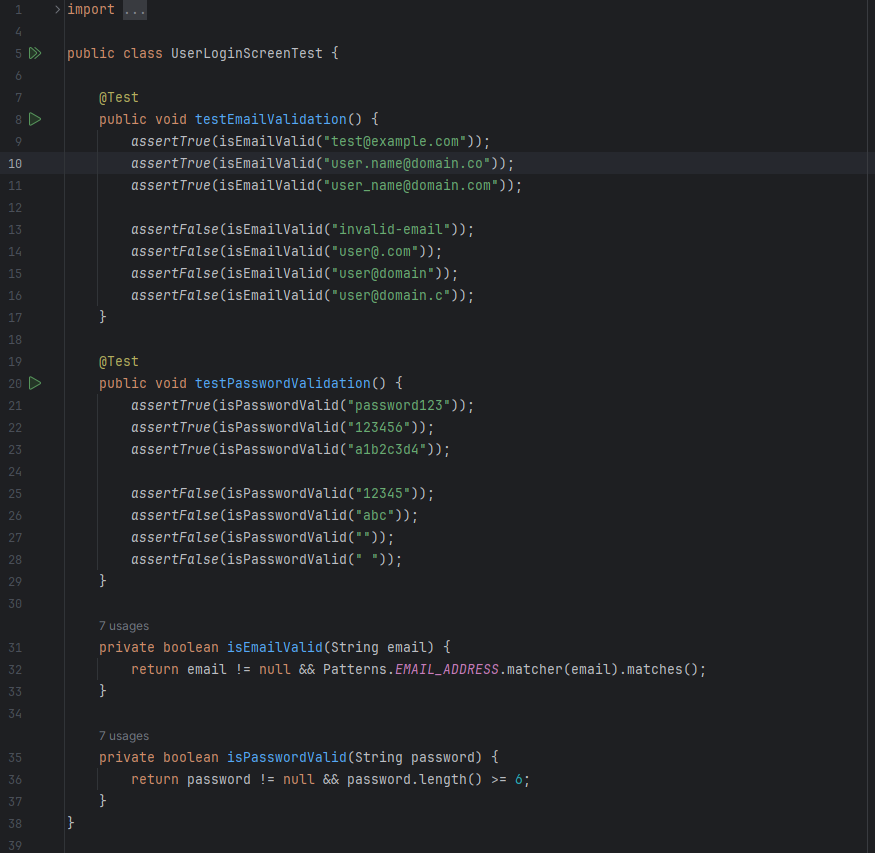 1 import ...
4
5 public class UserLoginScreenTest {
6
7 @Test
8 public void testEmailValidation() {
9 assertTrue(isEmailValid("test@example.com"));
10 assertTrue(isEmailValid("user.name@domain.co"));
11 assertTrue(isEmailValid("user_name@domain.com"));
12
13 assertFalse(isEmailValid("invalid-email"));
14 assertFalse(isEmailValid("user@.com"));
15 assertFalse(isEmailValid("user@domain"));
16 assertFalse(isEmailValid("user@domain.c"));
17 }
18
19 @Test
20 public void testPasswordValidation() {
21 assertTrue(isPasswordValid("password123"));
22 assertTrue(isPasswordValid("123456"));
23 assertTrue(isPasswordValid("a1b2c3d4"));
24
25 assertFalse(isPasswordValid("12345"));
26 assertFalse(isPasswordValid("abc"));
27 assertFalse(isPasswordValid(""));
28 assertFalse(isPasswordValid(" "));
29 }
30
7 usages
31 private boolean isEmailValid(String email) {
32 return email != null && Patterns.EMAIL_ADDRESS.matcher(email).matches();
33 }
34
7 usages
35 private boolean isPasswordValid(String password) {
36 return password != null && password.length() >= 6;
37 }
38 }
39